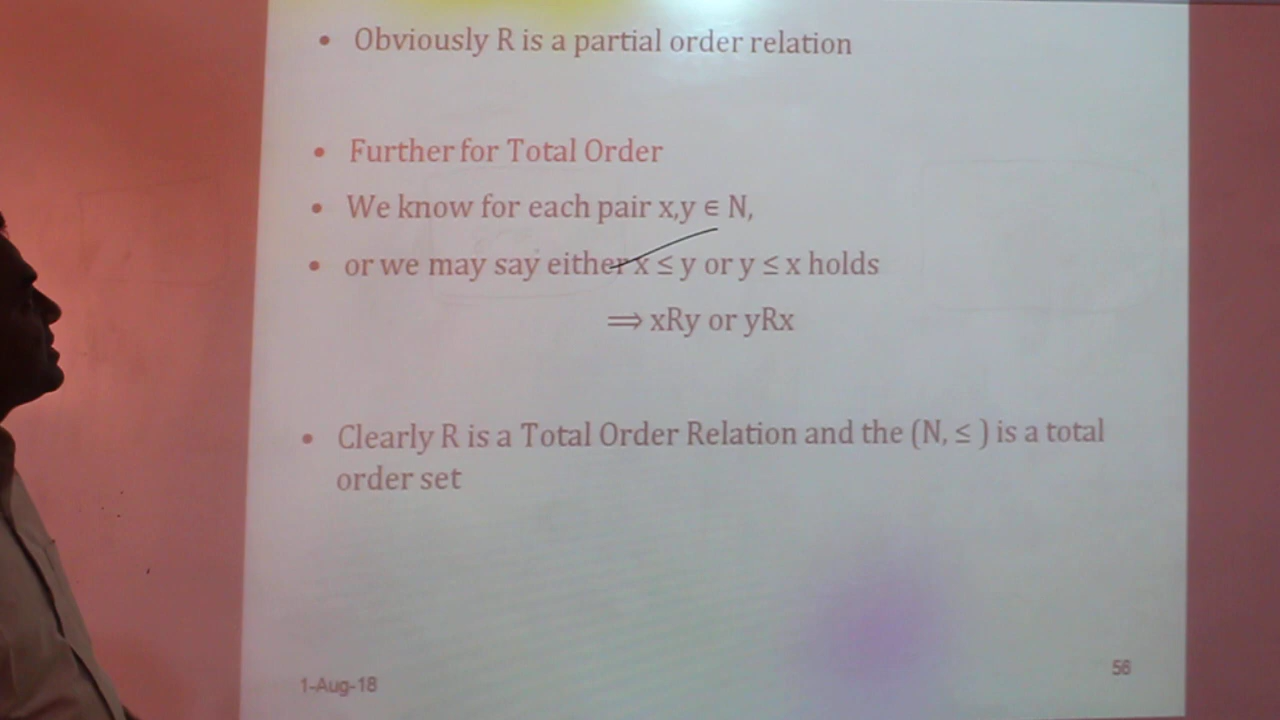 • Obviously R is a partial order relation
• Further for Total Order
• We know for each pair x,y ∈ N,
• or we may say either x ≤ y or y ≤ x holds
⟹ xRy or yRx
• Clearly R is a Total Order Relation and the (N, ≤ ) is a total
order set
1-Aug-18
56